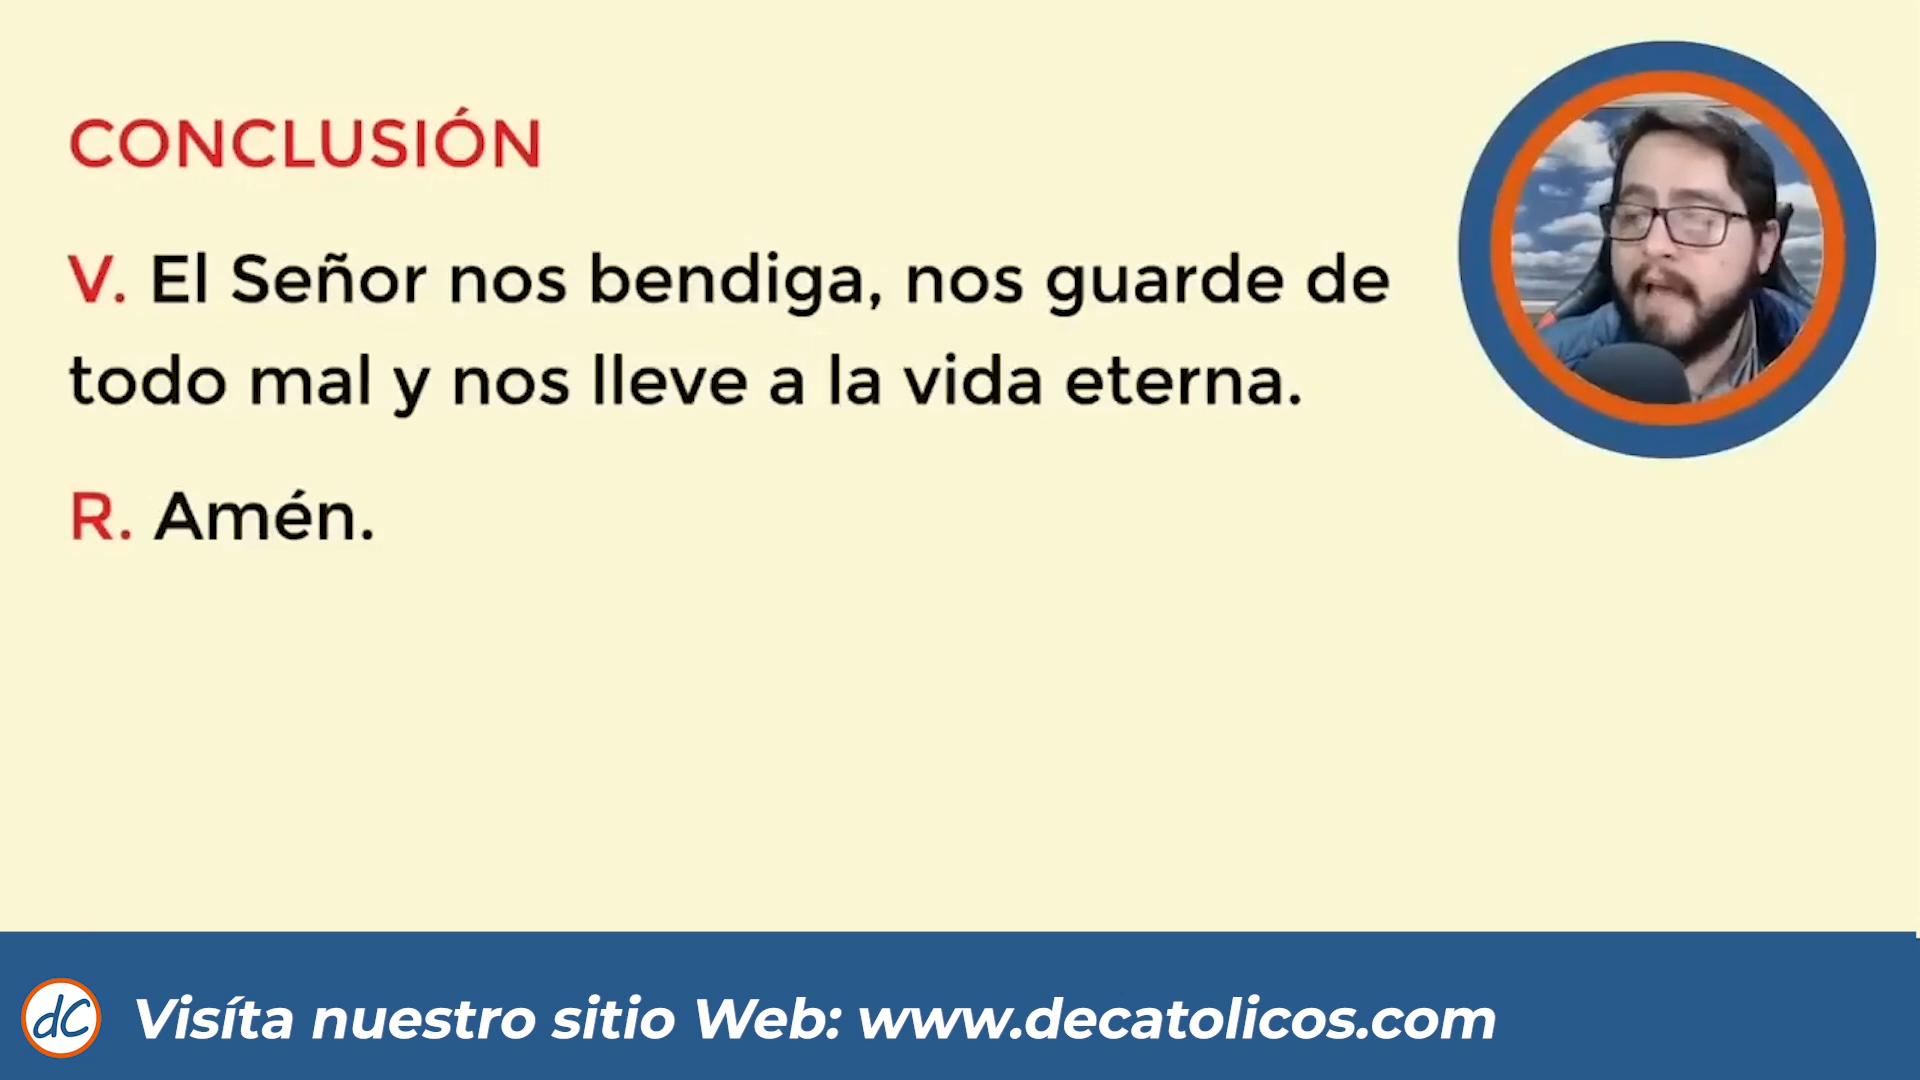 CONCLUSIÓN
V. El Señor nos bendiga, nos guarde de
todo mal y nos lleve a la vida eterna.
R. Amén.
dC
Visíta nuestro sitio Web: www.decatolicos.com